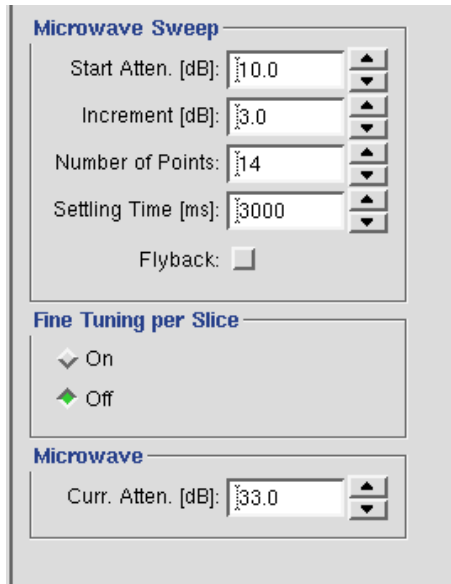 Microwave Sweep
Start Atten. [dB]: 10.0
Increment [dB]: 3.0
Number of Points: 14
Settling Time [ms]: 3000
Flyback:
Fine Tuning per Slice
On
Off
Microwave
Curr. Atten. [dB]: 33.0